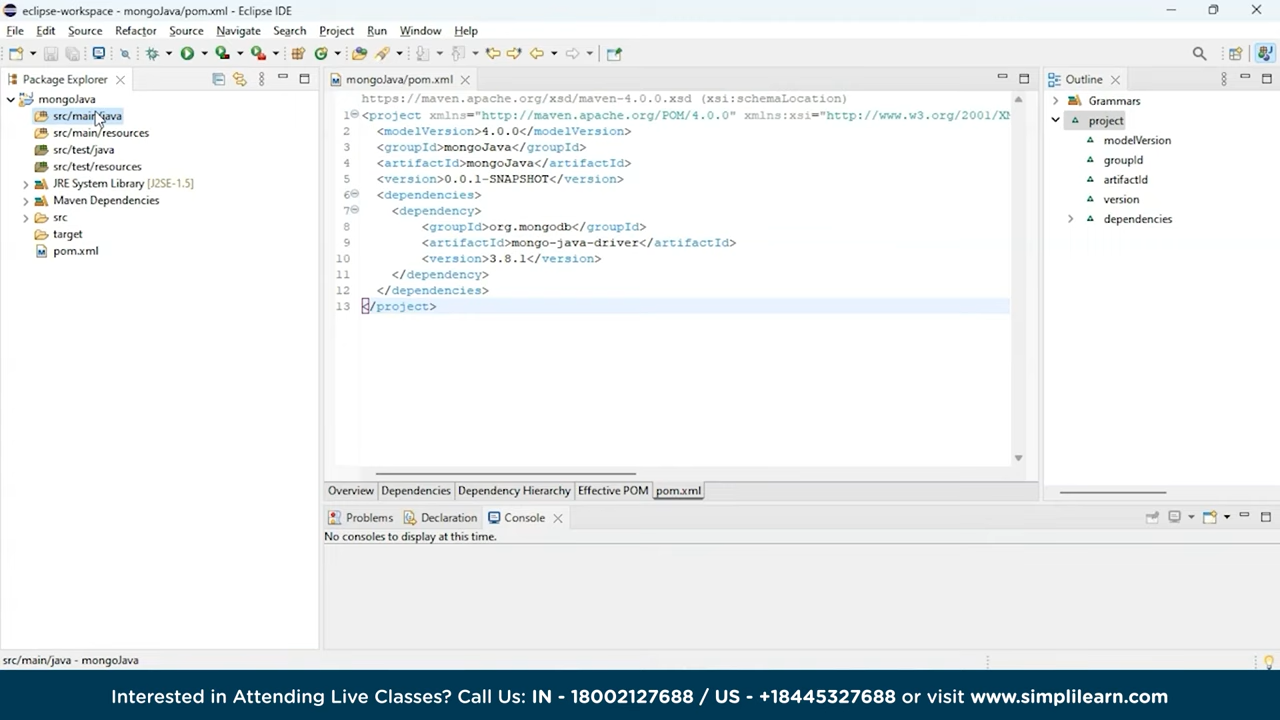 eclipse-workspace - mongoJava/pom.xml - Eclipse IDE
File Edit Source Refactor Source Navigate Search Project Run Window Help
Package Explorer
mongoJava
src/main/java
src/main/resources
src/test/java
src/test/resources
JRE System Library [J2SE-1.5]
Maven Dependencies
src
target
pom.xml
mongoJava/pom.xml
https://maven.apache.org/xsd/maven-4.0.0.xsd (xsi:schemaLocation)
1 <project xmlns="http://maven.apache.org/POM/4.0.0" xmlns:xsi="http://www.w3.org/2001/XM
2 <modelVersion>4.0.0</modelVersion>
3 <groupId>mongoJava</groupId>
4 <artifactId>mongoJava</artifactId>
5 <version>0.0.1-SNAPSHOT</version>
6 <dependencies>
7 <dependency>
8 <groupId>org.mongodb</groupId>
9 <artifactId>mongo-java-driver</artifactId>
10 <version>3.8.1</version>
11 </dependency>
12 </dependencies>
13 </project>
Overview Dependencies Dependency Hierarchy Effective POM pom.xml
Outline
Grammars
project
modelVersion
groupId
artifactId
version
dependencies
Problems Declaration Console
No consoles to display at this time.
src/main/java - mongoJava
Interested in Attending Live Classes? Call Us: IN - 18002127688 / US - +18445327688 or visit www.simplilearn.com